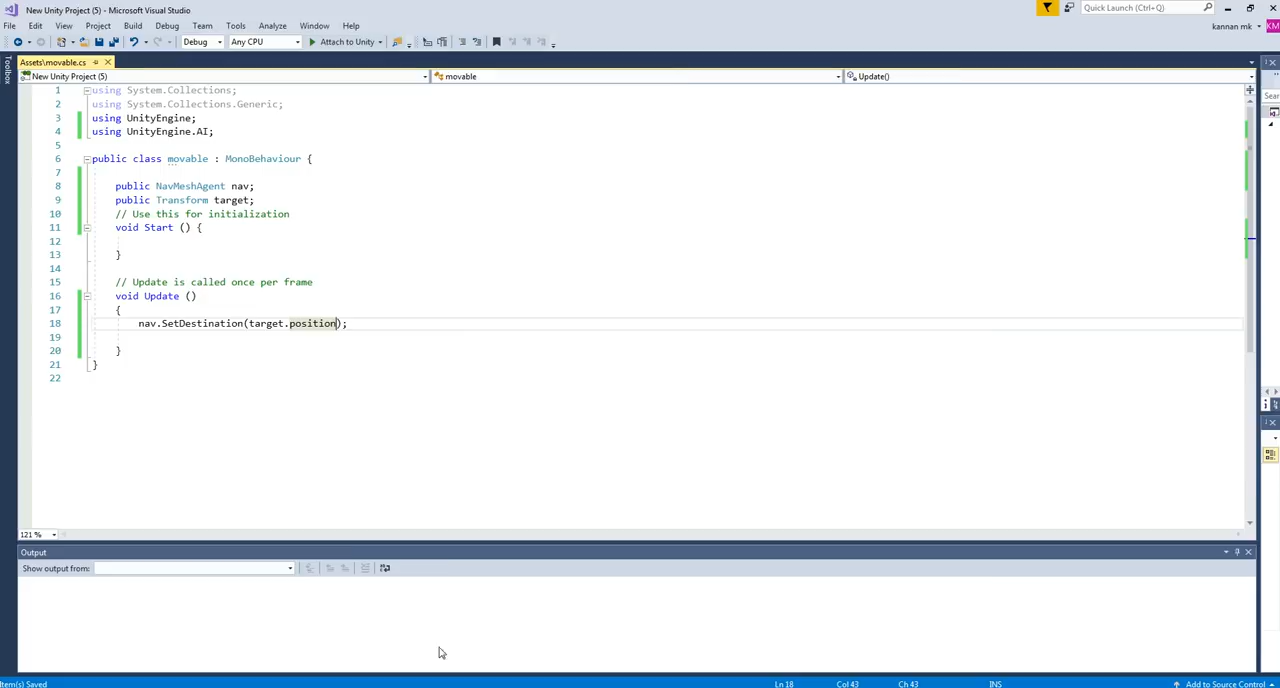 New Unity Project (5) - Microsoft Visual Studio
Quick Launch (Ctrl+Q)
File Edit View Project Build Debug Team Tools Analyze Window Help
kannan mk
KM
Debug Any CPU Attach to Unity
Toolbox
Assets\movable.cs
New Unity Project (5) movable Update()
Sear
1 using System.Collections;
2 using System.Collections.Generic;
3 using UnityEngine;
4 using UnityEngine.AI;
5
6 public class movable : MonoBehaviour {
7
8 public NavMeshAgent nav;
9 public Transform target;
10 // Use this for initialization
11 void Start () {
12
13 }
14
15 // Update is called once per frame
16 void Update ()
17 {
18 nav.SetDestination(target.position);
19
20 }
21 }
22
121 %
Output
Show output from:
Item(s) Saved Ln 18 Col 43 Ch 43 INS Add to Source Control